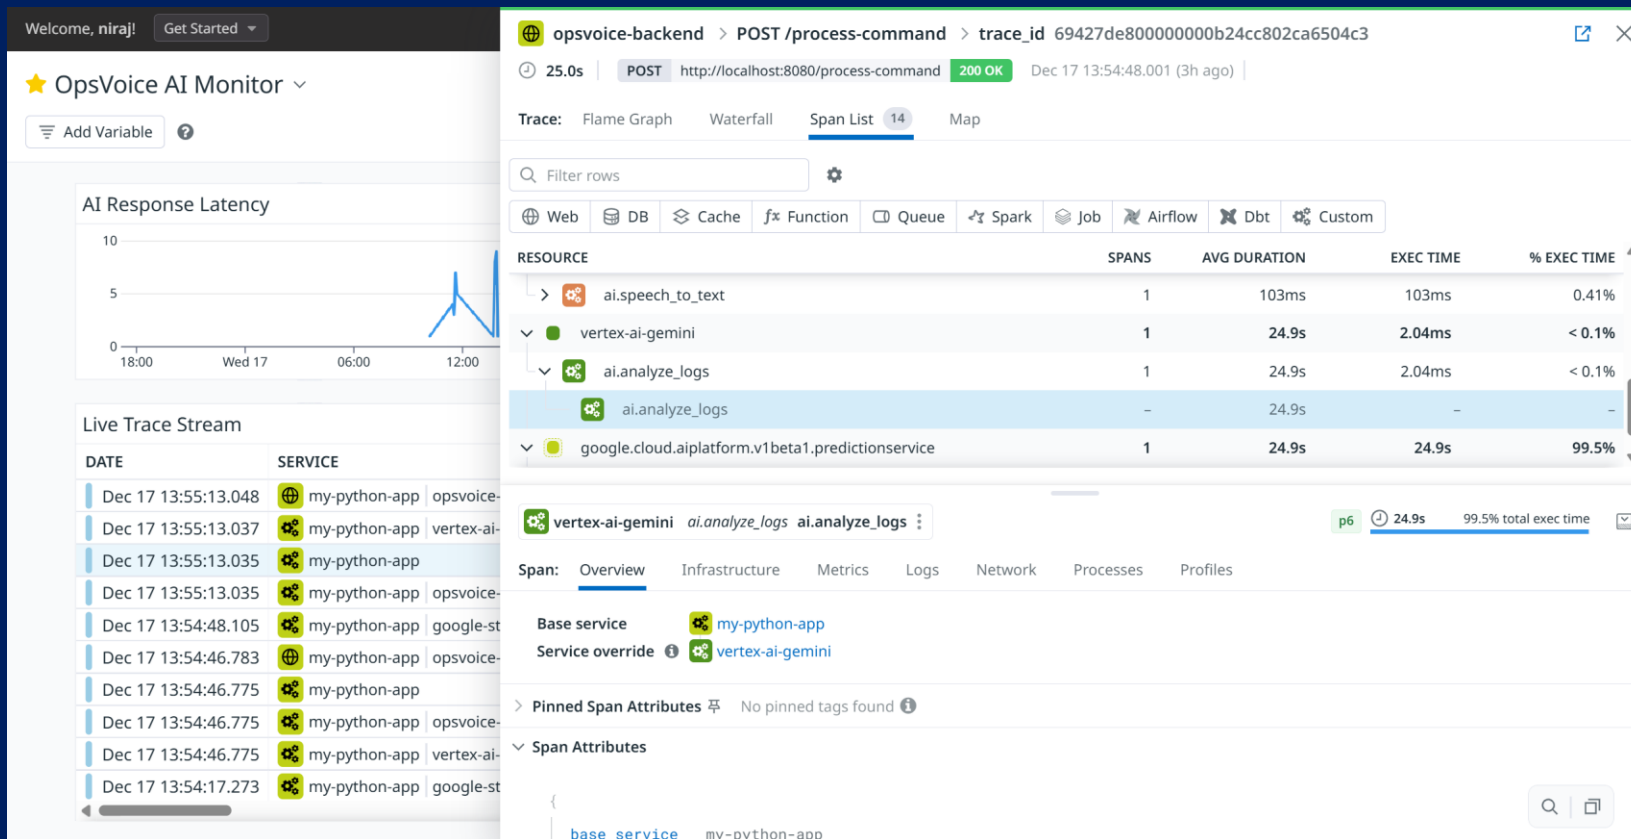 Welcome, niraj!
Get Started
OpsVoice AI Monitor
Add Variable
?
AI Response Latency
10
5
0
18:00 Wed 17 06:00 12:00
Live Trace Stream
DATE SERVICE
Dec 17 13:55:13.048 my-python-app opsvoice-
Dec 17 13:55:13.037 my-python-app vertex-ai-
Dec 17 13:55:13.035 my-python-app
Dec 17 13:55:13.035 my-python-app opsvoice-
Dec 17 13:54:48.105 my-python-app google-st
Dec 17 13:54:46.783 my-python-app opsvoice-
Dec 17 13:54:46.775 my-python-app
Dec 17 13:54:46.775 my-python-app opsvoice-
Dec 17 13:54:46.775 my-python-app vertex-ai-
Dec 17 13:54:17.273 my-python-app google-st
opsvoice-backend > POST /process-command > trace_id 69427de800000000b24cc802ca6504c3
25.0s POST http://localhost:8080/process-command 200 OK Dec 17 13:54:48.001 (3h ago)
Trace: Flame Graph Waterfall Span List 14 Map
Filter rows
Web DB Cache Function Queue Spark Job Airflow Dbt Custom
RESOURCE SPANS AVG DURATION EXEC TIME % EXEC TIME
ai.speech_to_text 1 103ms 103ms 0.41%
vertex-ai-gemini 1 24.9s 2.04ms < 0.1%
ai.analyze_logs 1 24.9s 2.04ms < 0.1%
ai.analyze_logs – 24.9s – –
google.cloud.aiplatform.v1beta1.predictionservice 1 24.9s 24.9s 99.5%
vertex-ai-gemini ai.analyze_logs ai.analyze_logs p6 24.9s 99.5% total exec time
Span: Overview Infrastructure Metrics Logs Network Processes Profiles
Base service my-python-app
Service override vertex-ai-gemini
Pinned Span Attributes No pinned tags found
Span Attributes
{
base_service my-python-app